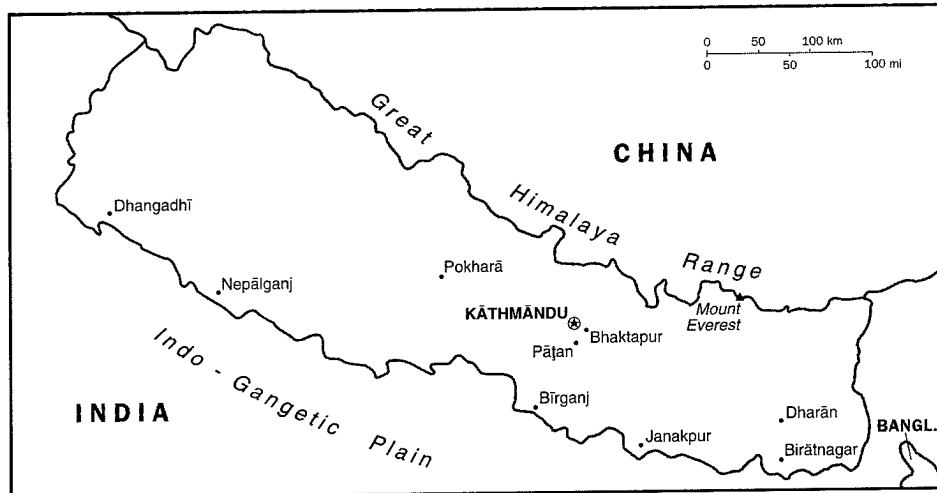 0 50 100 km
0 50 100 mi
Great
Himalaya
Range
CHINA
Dhangadhī
Nepālganj
Pokharā
KĀTHMĀNDU
Bhaktapur
Pāṭan
Mount
Everest
Indo - Gangetic Plain
INDIA
Bīrganj
Janakpur
Dharān
Birātnagar
BANGL.